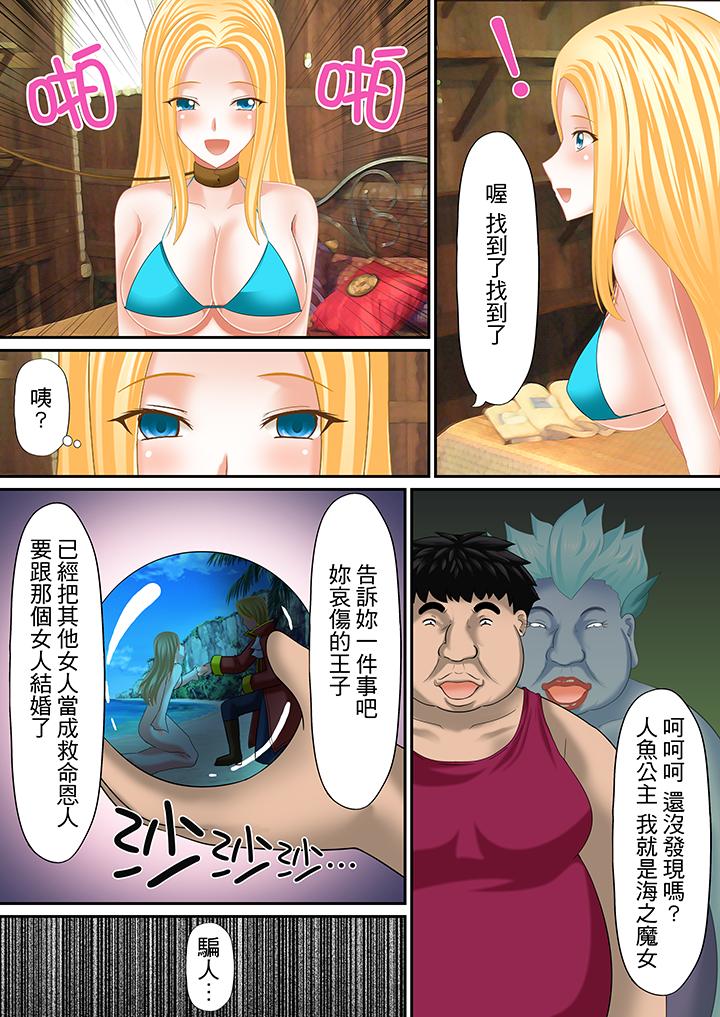 !
喔 找到了找到了
啪
啪
咦?
呵呵呵 還沒發現嗎?
人魚公主 我就是海之魔女
告訴妳一件事吧
妳哀傷的王子
已經把其他女人當成救命恩人
要跟那個女人結婚了
沙沙沙…
騙人…